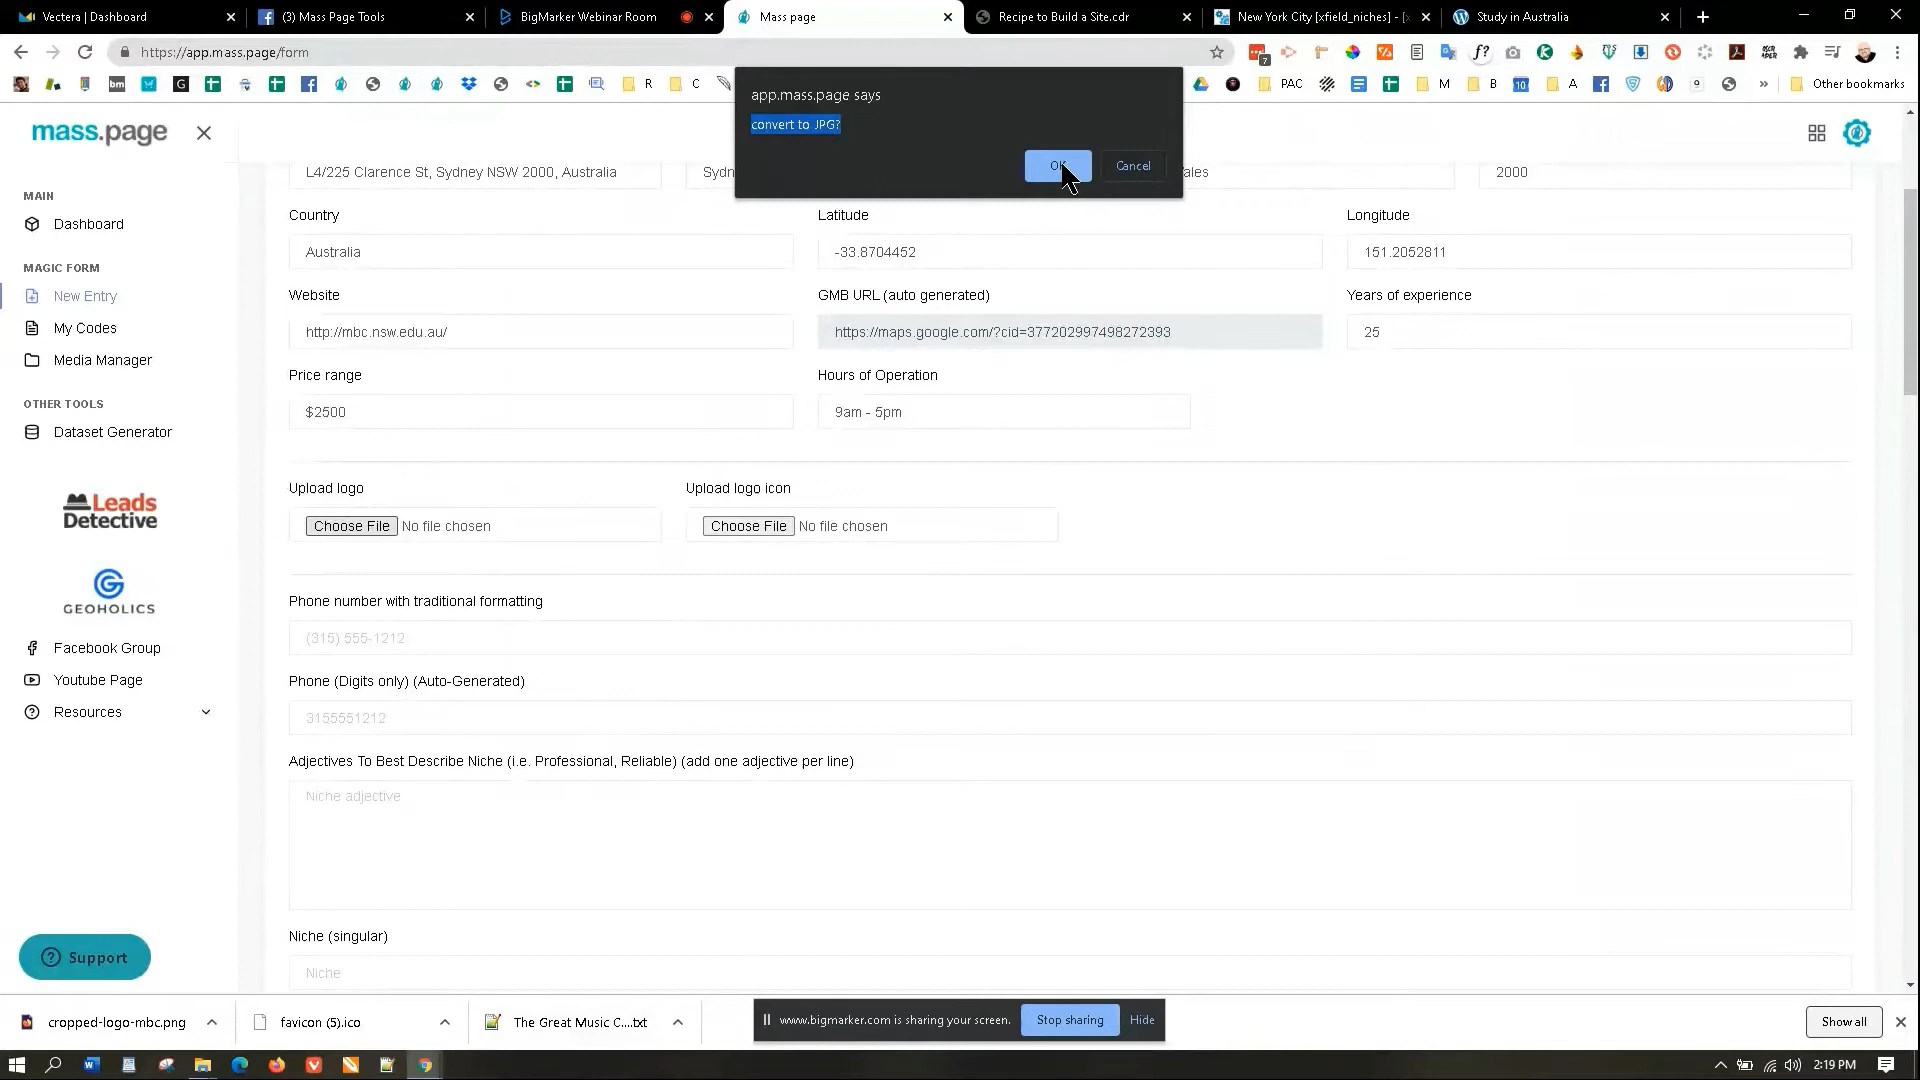 Vectera | Dashboard
(3) Mass Page Tools
BigMarker Webinar Room
Mass page
Recipe to Build a Site.cdr
New York City [xfield_niches] - [x
Study in Australia
https://app.mass.page/form
7
bm
G
R
C
PAC
M
B
10
A
9
Other bookmarks
app.mass.page says
convert to JPG?
OK
Cancel
mass.page
MAIN
Dashboard
MAGIC FORM
New Entry
My Codes
Media Manager
OTHER TOOLS
Dataset Generator
Leads
Detective
GEOHOLICS
Facebook Group
Youtube Page
Resources
Support
L4/225 Clarence St, Sydney NSW 2000, Australia
Sydn
ales
2000
Country
Latitude
Longitude
Australia
-33.8704452
151.2052811
Website
GMB URL (auto generated)
Years of experience
http://mbc.nsw.edu.au/
https://maps.google.com/?cid=377202997498272393
25
Price range
Hours of Operation
$2500
9am - 5pm
Upload logo
Upload logo icon
Choose File No file chosen
Choose File No file chosen
Phone number with traditional formatting
(315) 555-1212
Phone (Digits only) (Auto-Generated)
3155551212
Adjectives To Best Describe Niche (i.e. Professional, Reliable) (add one adjective per line)
Niche adjective
Niche (singular)
Niche
cropped-logo-mbc.png
favicon (5).ico
The Great Music C....txt
www.bigmarker.com is sharing your screen.
Stop sharing
Hide
Show all
2:19 PM